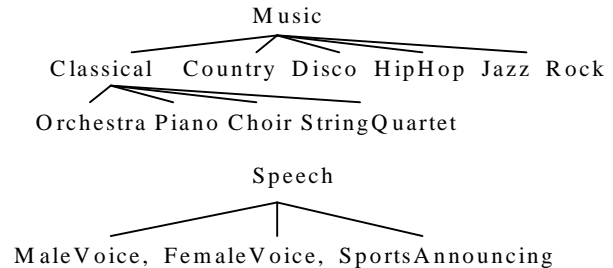 Music
Classical Country Disco HipHop Jazz Rock
Orchestra Piano Choir StringQuartet
Speech
MaleVoice, FemaleVoice, SportsAnnouncing